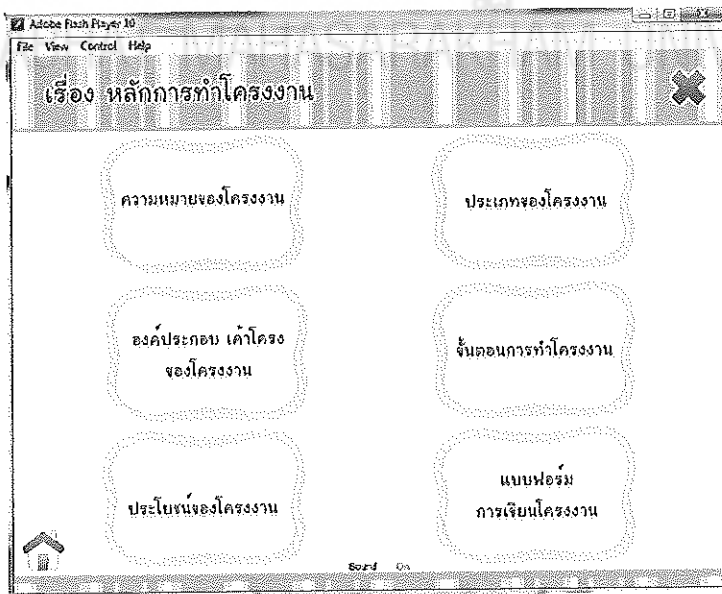 Adobe Flash Player 10
File View Control Help
เรื่อง หลักการทำโครงงาน
ความหมายของโครงงาน
ประเภทของโครงงาน
องค์ประกอบ เค้าโครง
ของโครงงาน
ขั้นตอนการทำโครงงาน
ประโยชน์ของโครงงาน
แบบฟอร์ม
การเขียนโครงงาน
On